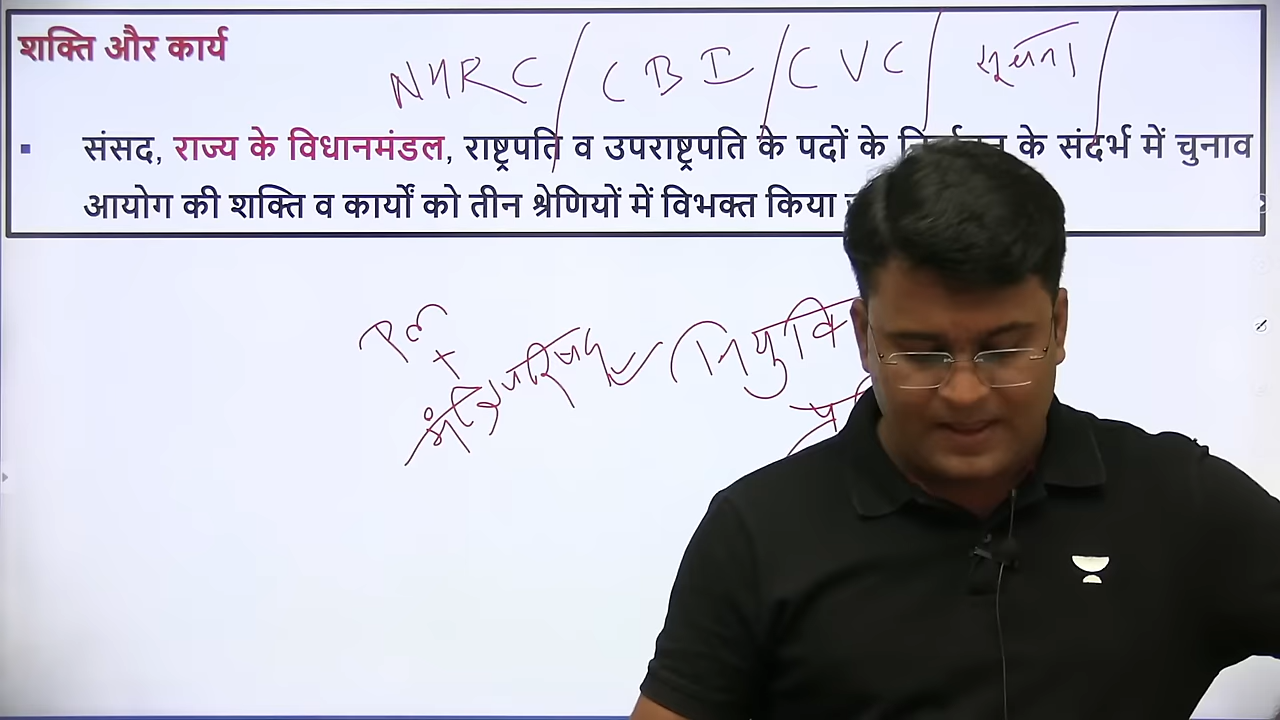 शक्ति और कार्य
NHRC / CBI / CVC / सूचना /
▪ संसद, राज्य के विधानमंडल, राष्ट्रपति व उपराष्ट्रपति के पदों के के संदर्भ में चुनाव
आयोग की शक्ति व कार्यों को तीन श्रेणियों में विभक्त किया
PM
+
मंत्रिपरिषद नियुक्ति